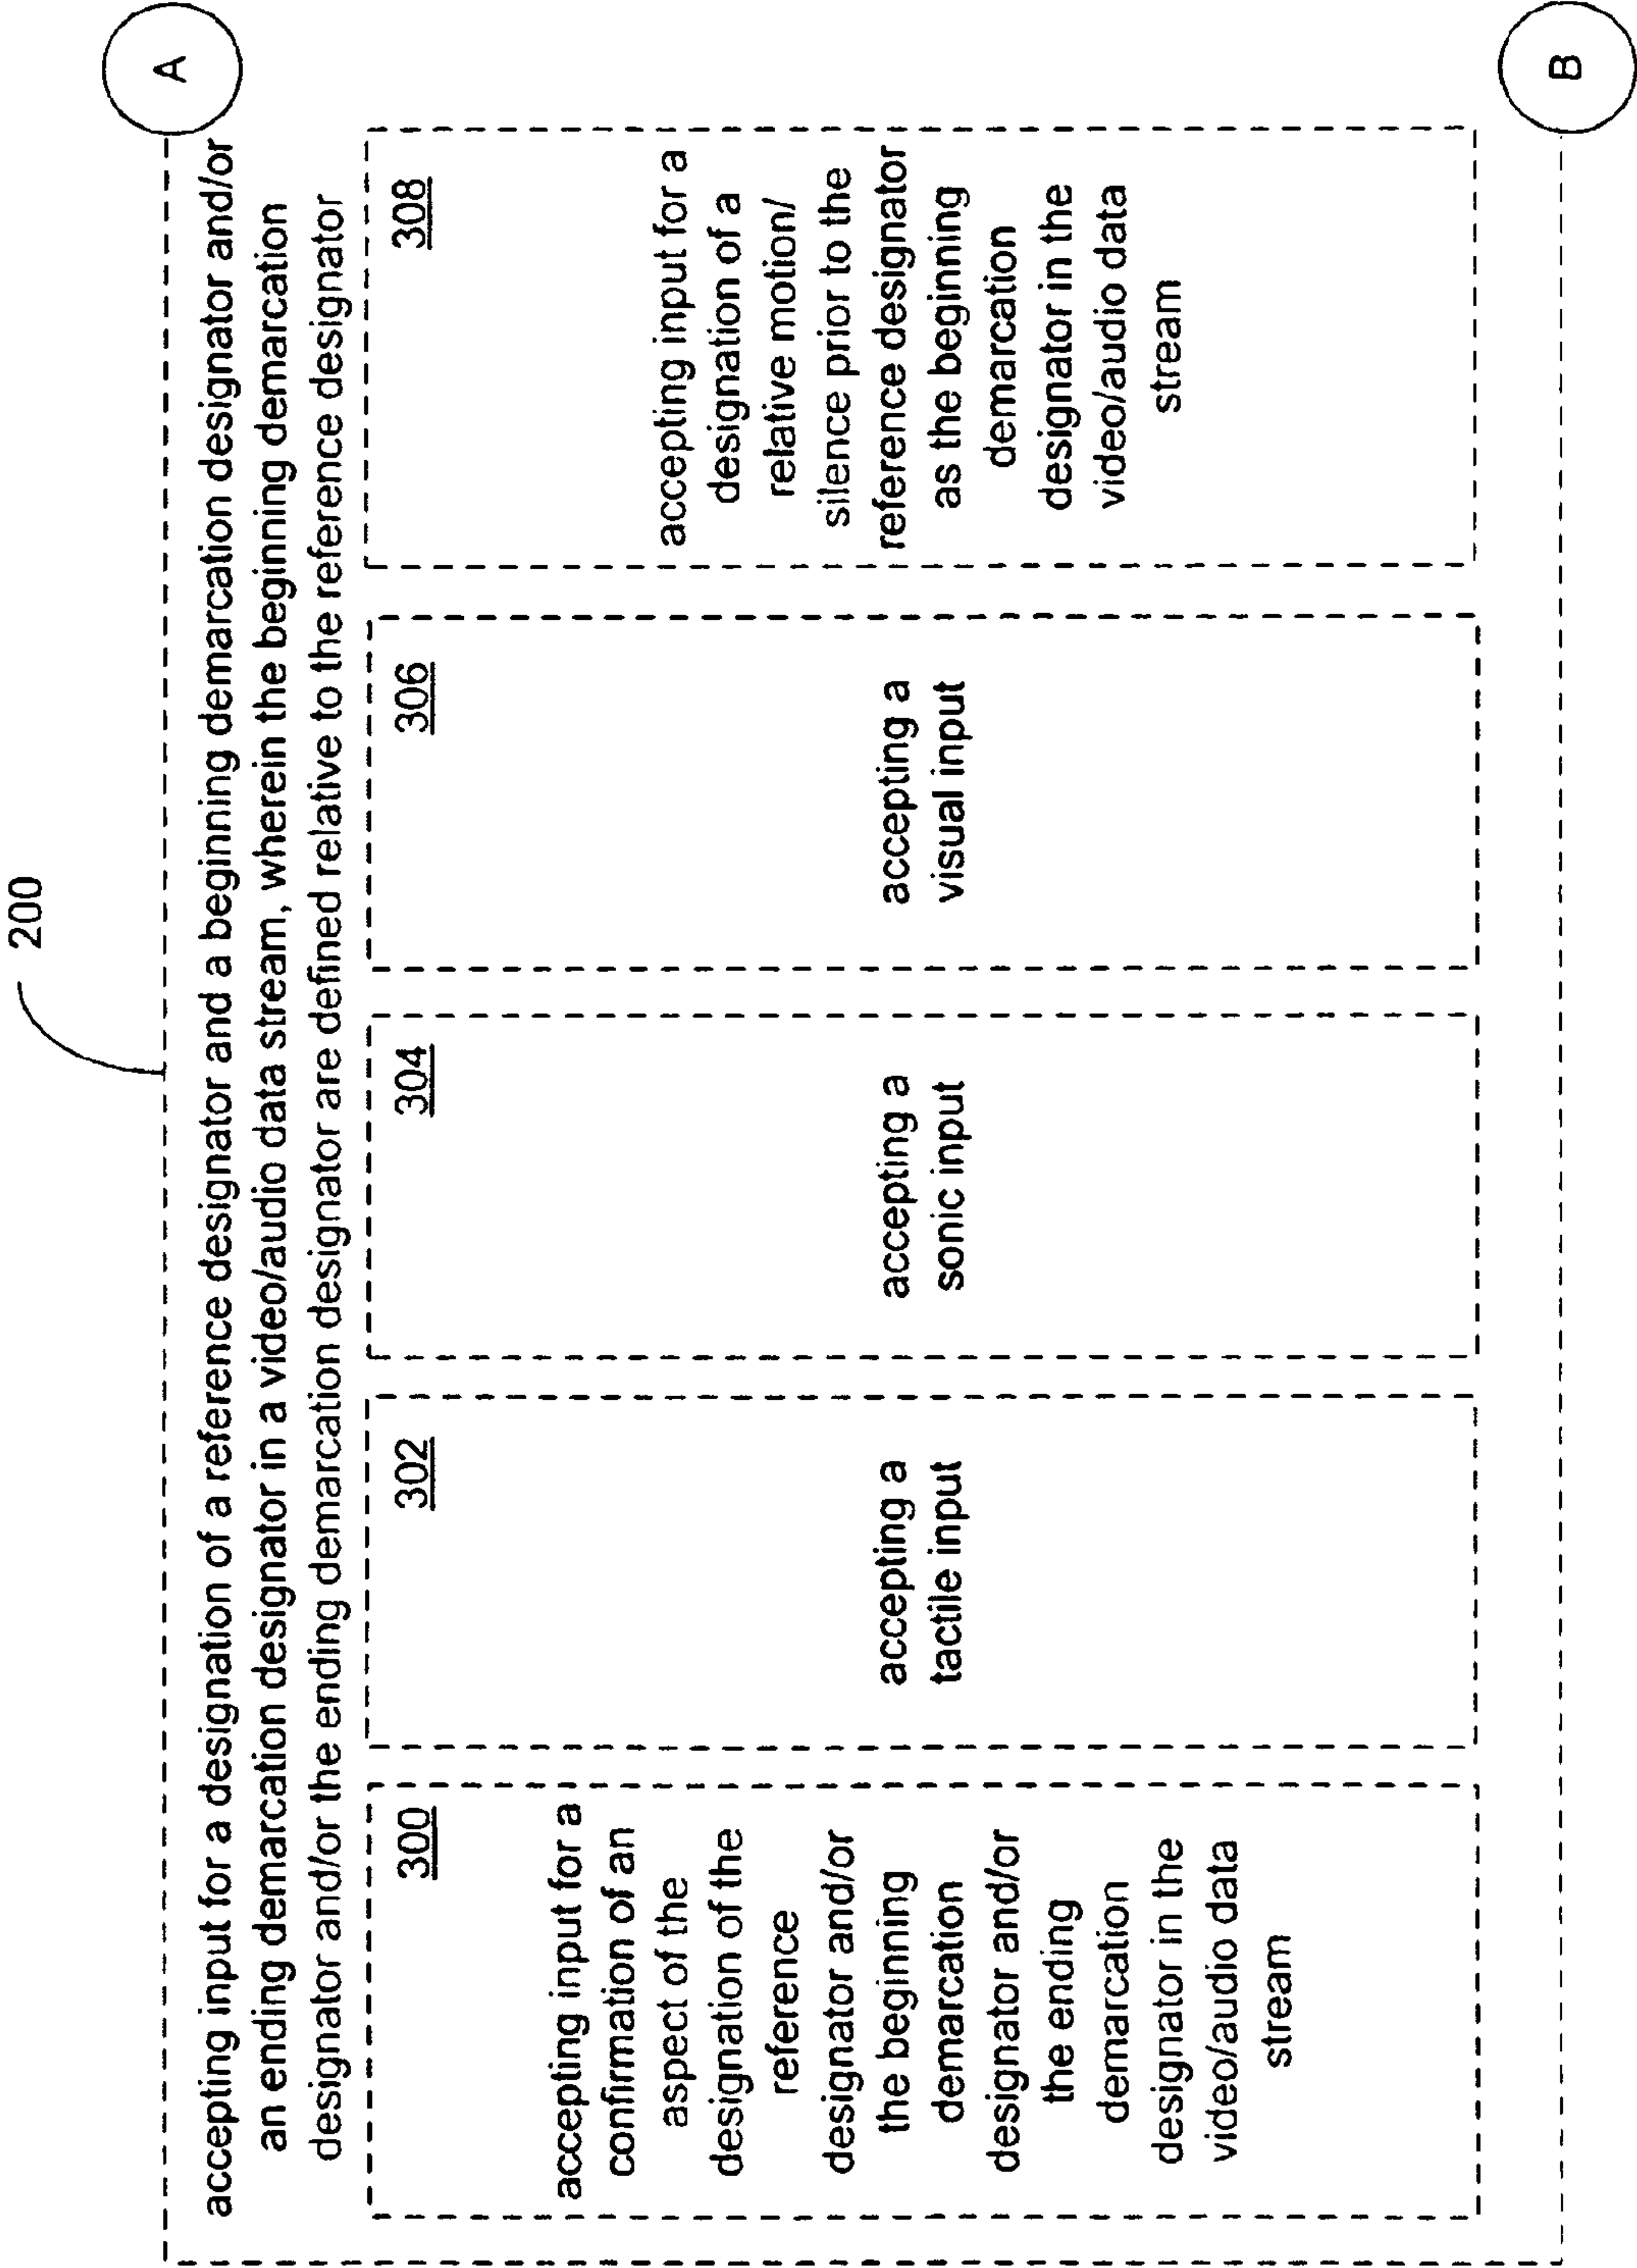 200
accepting input for a designation of a reference designator and a beginning demarcation designator and/or
an ending demarcation designator in a video/audio data stream, wherein the beginning demarcation
designator and/or the ending demarcation designator are defined relative to the reference designator
300
accepting input for a
confirmation of an
aspect of the
designation of the
reference
designator and/or
the beginning
demarcation
designator and/or
the ending
demarcation
designator in the
video/audio data
stream
302
accepting a
tactile input
304
accepting a
sonic input
306
accepting a
visual input
308
accepting input for a
designation of a
relative motion/
silence prior to the
reference designator
as the beginning
demarcation
designator in the
video/audio data
stream
A
B